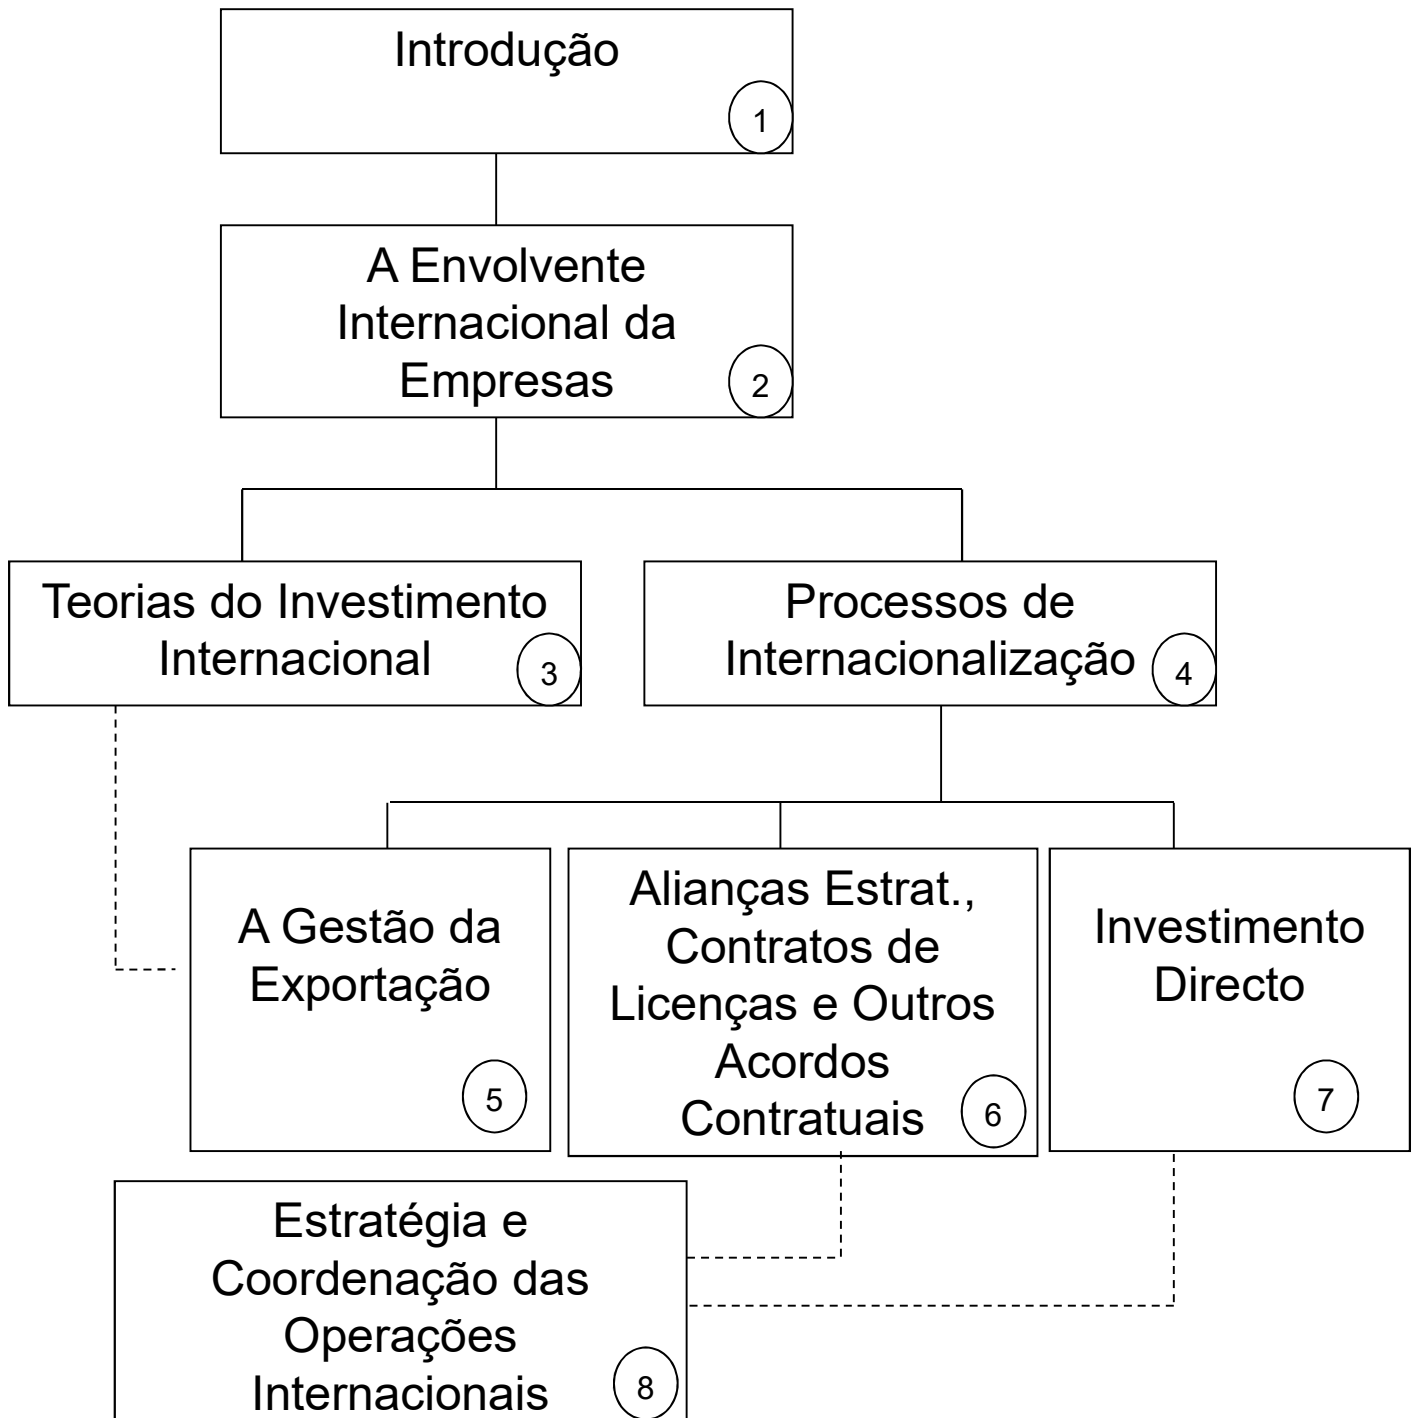 Introdução
1
A Envolvente
Internacional da
Empresas
2
Teorias do Investimento
Internacional
3
Processos de
Internacionalização
4
A Gestão da
Exportação
5
Alianças Estrat.,
Contratos de
Licenças e Outros
Acordos
Contratuais
6
Investimento
Directo
7
Estratégia e
Coordenação das
Operações
Internacionais
8